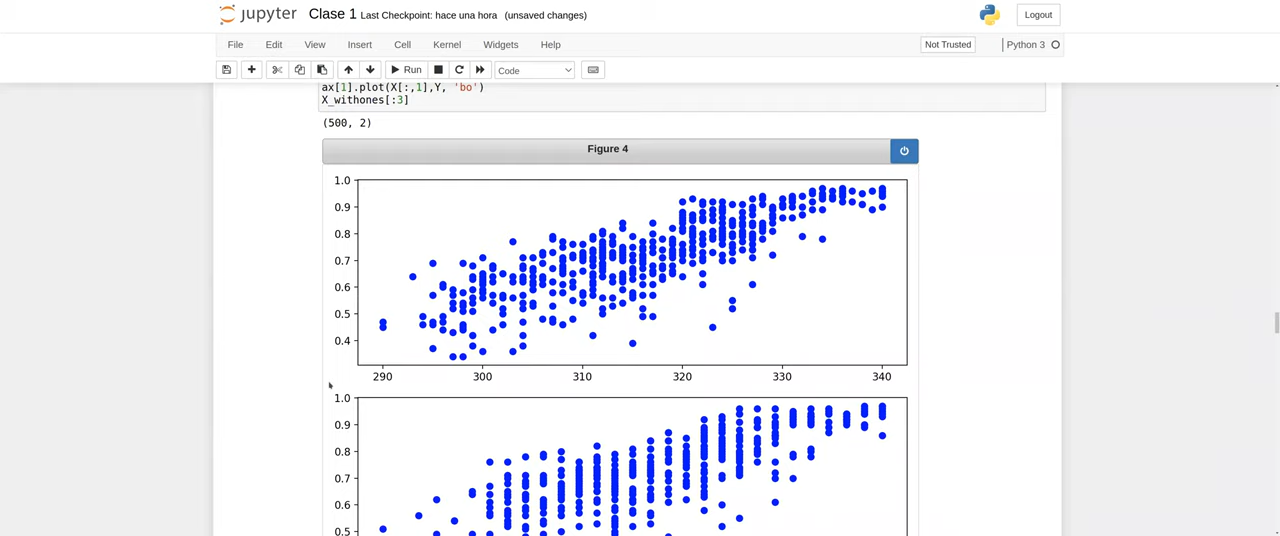 jupyter Clase 1 Last Checkpoint: hace una hora (unsaved changes) Logout
File Edit View Insert Cell Kernel Widgets Help Not Trusted Python 3
Run Code
ax[1].plot(X[:,1],Y, 'bo')
X_withones[:3]
(500, 2)
Figure 4
1.0
0.9
0.8
0.7
0.6
0.5
0.4
290 300 310 320 330 340
1.0
0.9
0.8
0.7
0.6
0.5